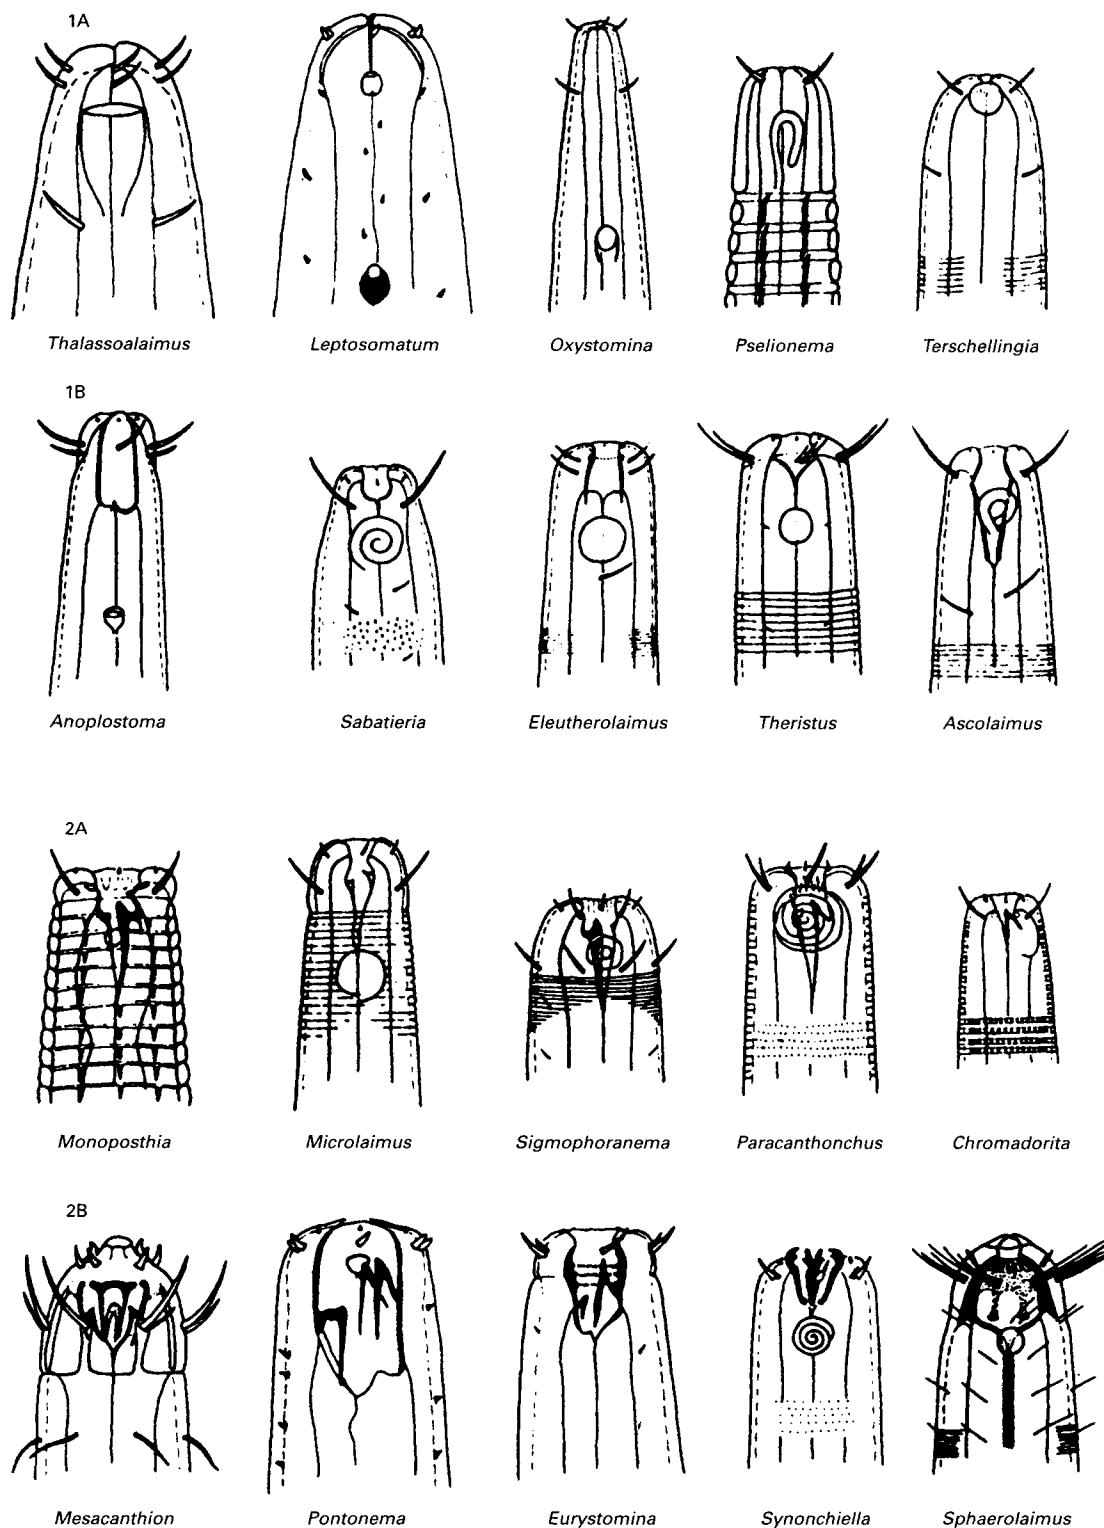 1A
Thalassoalaimus Leptosomatum Oxystomina Pselionema Terschellingia
1B
Anoplostoma Sabatieria Eleutherolaimus Theristus Ascolaimus
2A
Monoposthia Microlaimus Sigmophoranema Paracanthonchus Chromadorita
2B
Mesacanthion Pontonema Eurystomina Synonchiella Sphaerolaimus